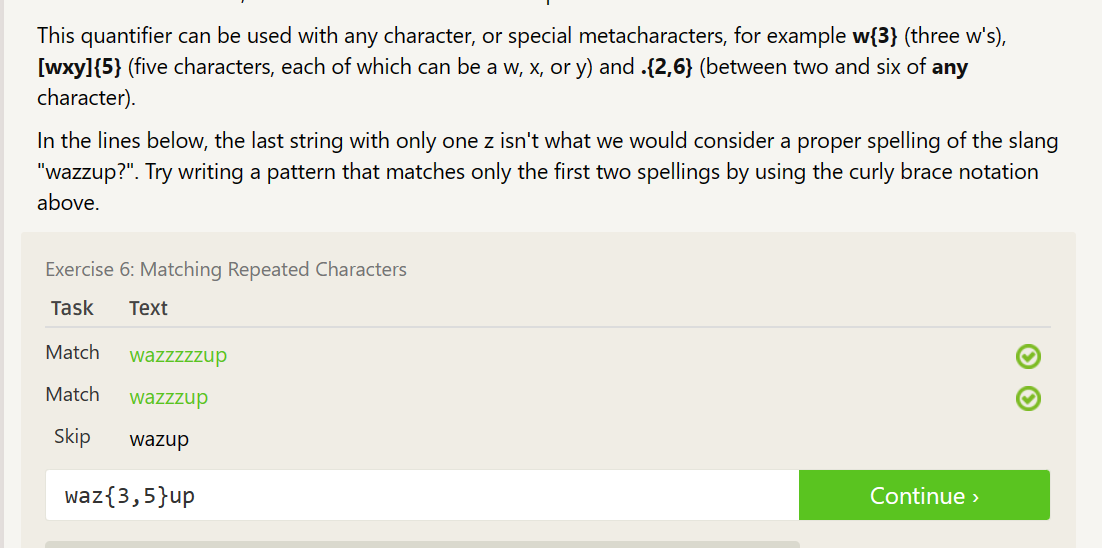 This quantifier can be used with any character, or special metacharacters, for example w{3} (three w's),
[wxy]{5} (five characters, each of which can be a w, x, or y) and .{2,6} (between two and six of any
character).
In the lines below, the last string with only one z isn't what we would consider a proper spelling of the slang
"wazzup?". Try writing a pattern that matches only the first two spellings by using the curly brace notation
above.
Exercise 6: Matching Repeated Characters
Task Text
Match wazzzzzup
Match wazzzup
Skip wazup
waz{3,5}up Continue ›